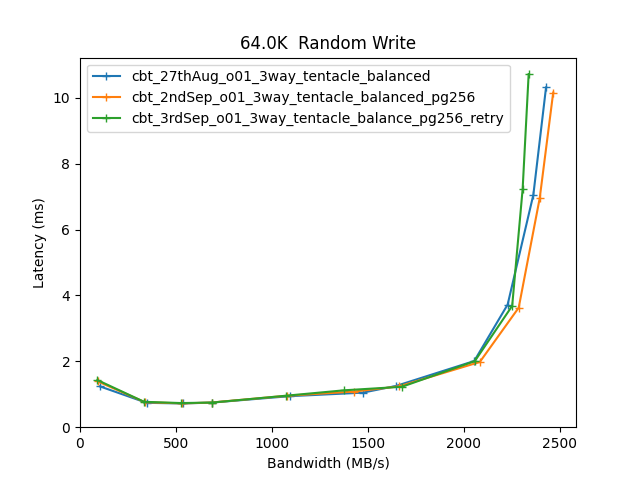 64.0K  Random Write
cbt_27thAug_o01_3way_tentacle_balanced
cbt_2ndSep_o01_3way_tentacle_balanced_pg256
cbt_3rdSep_o01_3way_tentacle_balance_pg256_retry
Latency (ms)
10
8
6
4
2
0
0 500 1000 1500 2000 2500
Bandwidth (MB/s)